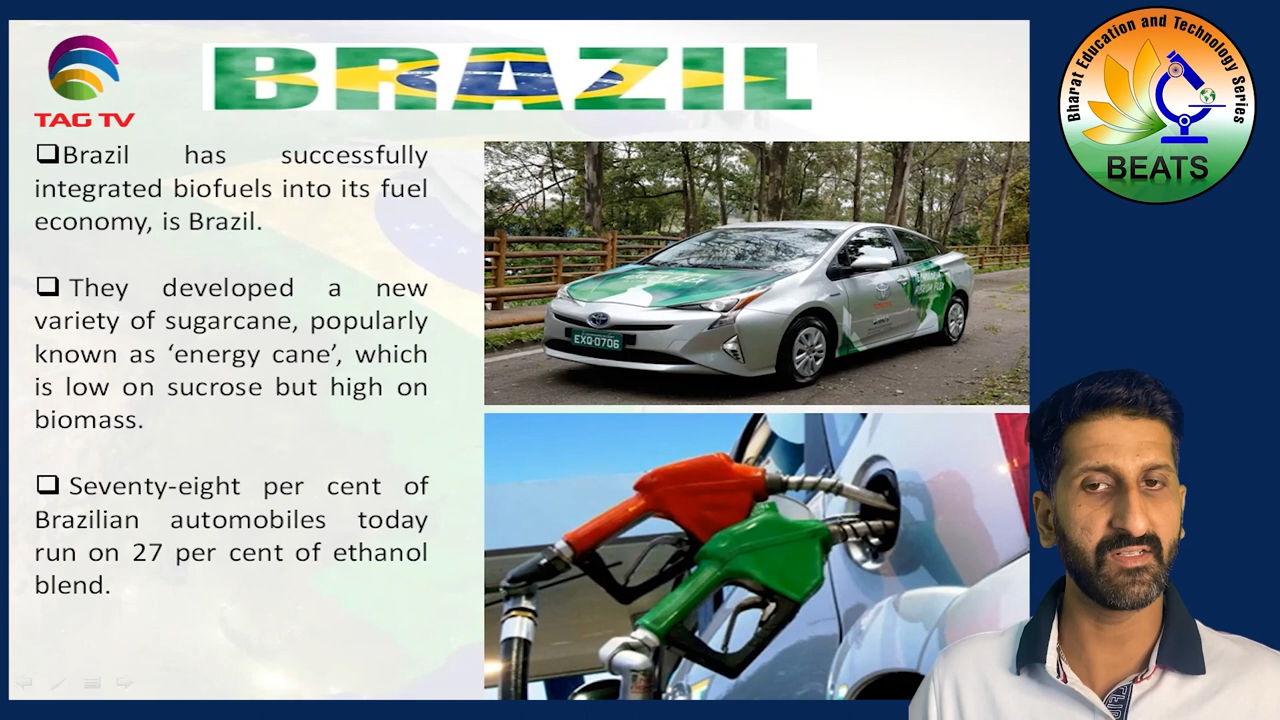 BRAZIL
TAG TV
❑Brazil has successfully
integrated biofuels into its fuel
economy, is Brazil.
❑ They developed a new
variety of sugarcane, popularly
known as ‘energy cane’, which
is low on sucrose but high on
biomass.
❑ Seventy-eight per cent of
Brazilian automobiles today
run on 27 per cent of ethanol
blend.
TOYOTA
EXQ-0706
Bharat Education and Technology Series
BEATS